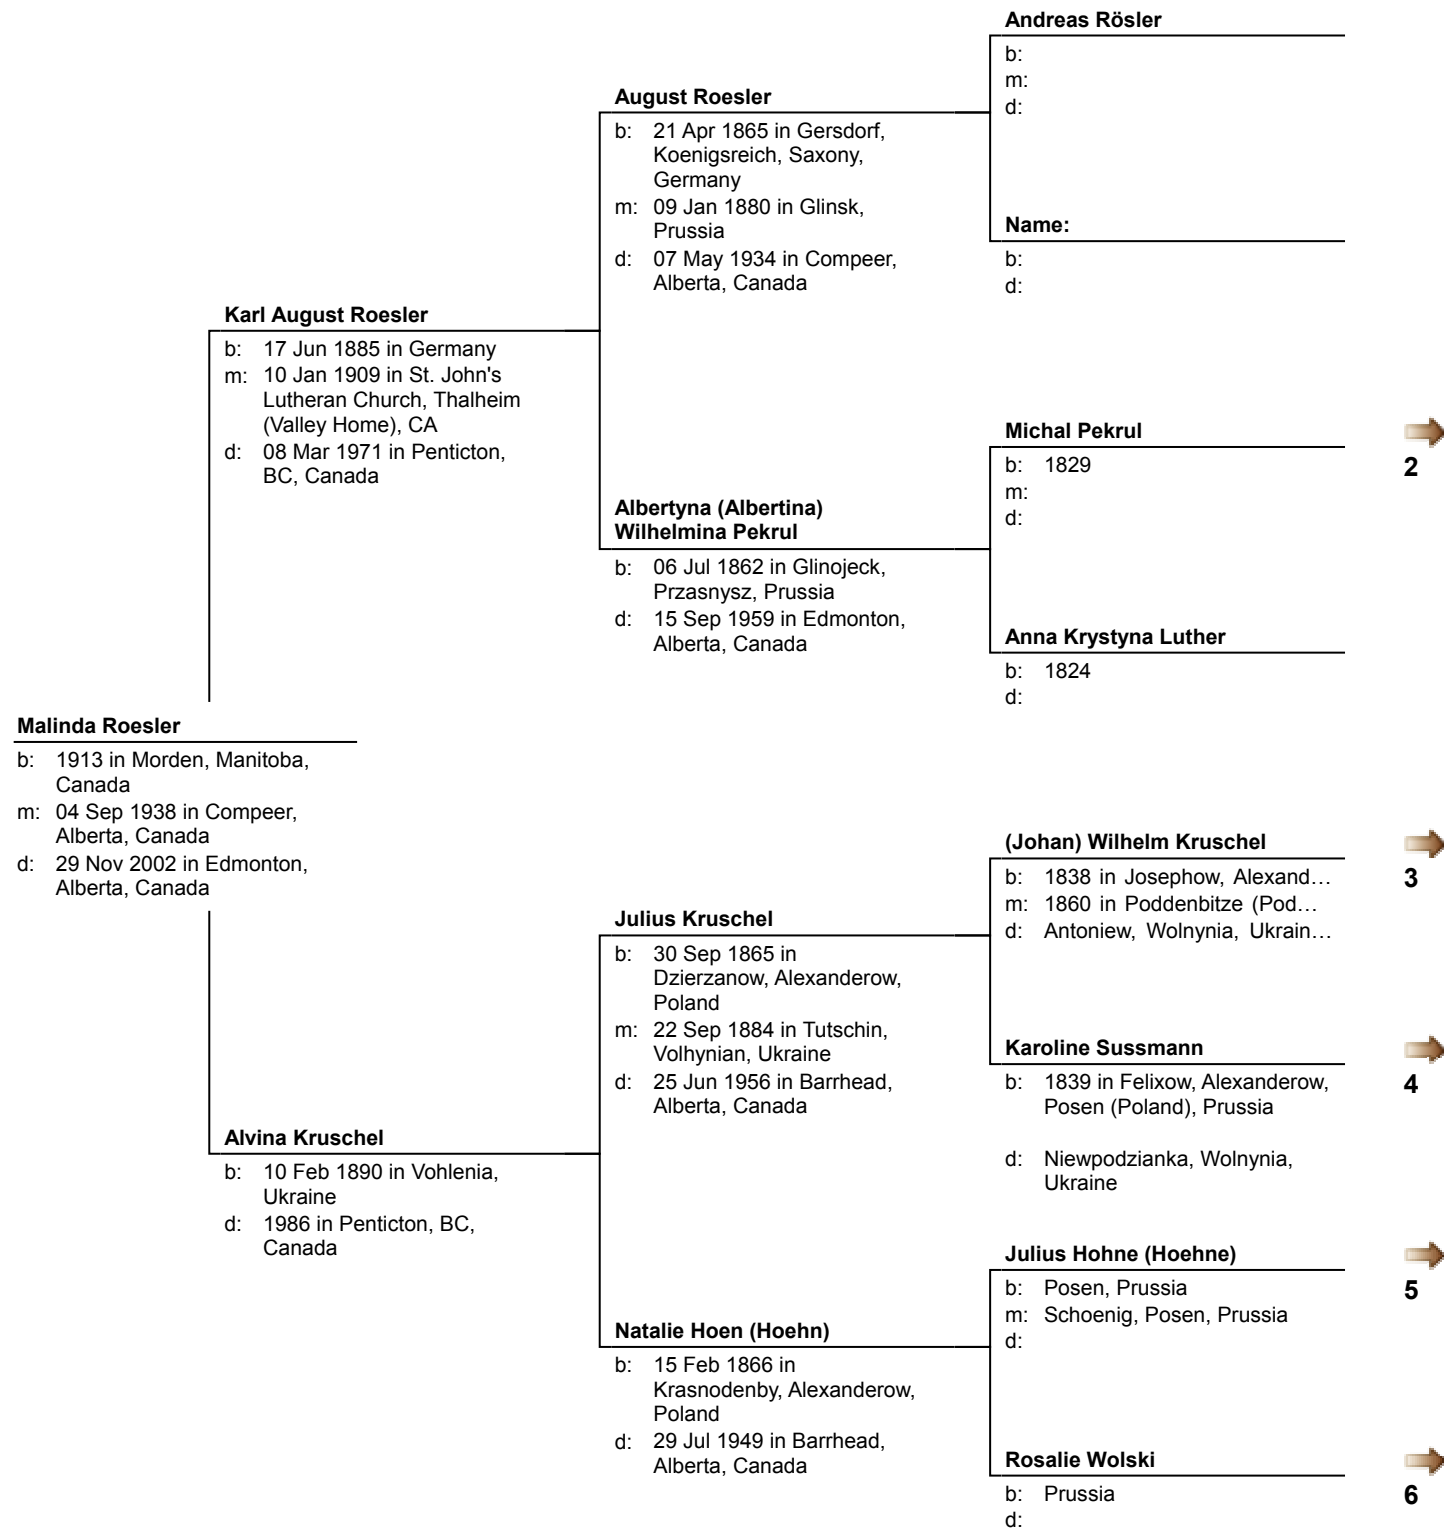 Andreas Rösler
b:
m:
d:
August Roesler
b: 21 Apr 1865 in Gersdorf,
Koenigsreich, Saxony,
Germany
m: 09 Jan 1880 in Glinsk,
Prussia
d: 07 May 1934 in Compeer,
Alberta, Canada
Name:
b:
d:
Karl August Roesler
b: 17 Jun 1885 in Germany
m: 10 Jan 1909 in St. John's
Lutheran Church, Thalheim
(Valley Home), CA
d: 08 Mar 1971 in Penticton,
BC, Canada
Michal Pekrul
b: 1829
m:
d:
2
Albertyna (Albertina)
Wilhelmina Pekrul
b: 06 Jul 1862 in Glinojeck,
Przasnysz, Prussia
d: 15 Sep 1959 in Edmonton,
Alberta, Canada
Anna Krystyna Luther
b: 1824
d:
Malinda Roesler
b: 1913 in Morden, Manitoba,
Canada
m: 04 Sep 1938 in Compeer,
Alberta, Canada
d: 29 Nov 2002 in Edmonton,
Alberta, Canada
(Johan) Wilhelm Kruschel
b: 1838 in Josephow, Alexand…
m: 1860 in Poddenbitze (Pod…
d: Antoniew, Wolnynia, Ukrain…
3
Julius Kruschel
b: 30 Sep 1865 in
Dzierzanow, Alexanderow,
Poland
m: 22 Sep 1884 in Tutschin,
Volhynian, Ukraine
d: 25 Jun 1956 in Barrhead,
Alberta, Canada
Karoline Sussmann
b: 1839 in Felixow, Alexanderow,
Posen (Poland), Prussia
d: Niewpodzianka, Wolnynia,
Ukraine
4
Alvina Kruschel
b: 10 Feb 1890 in Vohlenia,
Ukraine
d: 1986 in Penticton, BC,
Canada
Julius Hohne (Hoehne)
b: Posen, Prussia
m: Schoenig, Posen, Prussia
d:
5
Natalie Hoen (Hoehn)
b: 15 Feb 1866 in
Krasnodenby, Alexanderow,
Poland
d: 29 Jul 1949 in Barrhead,
Alberta, Canada
Rosalie Wolski
b: Prussia
d:
6